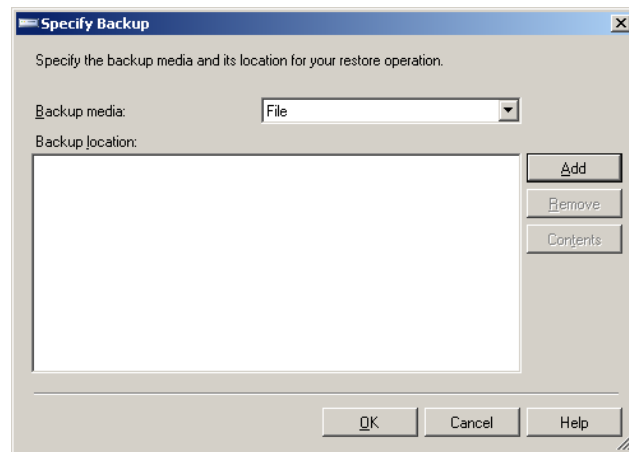 Specify Backup
Specify the backup media and its location for your restore operation.
Backup media:
File
Backup location:
Add
Remove
Contents
OK
Cancel
Help